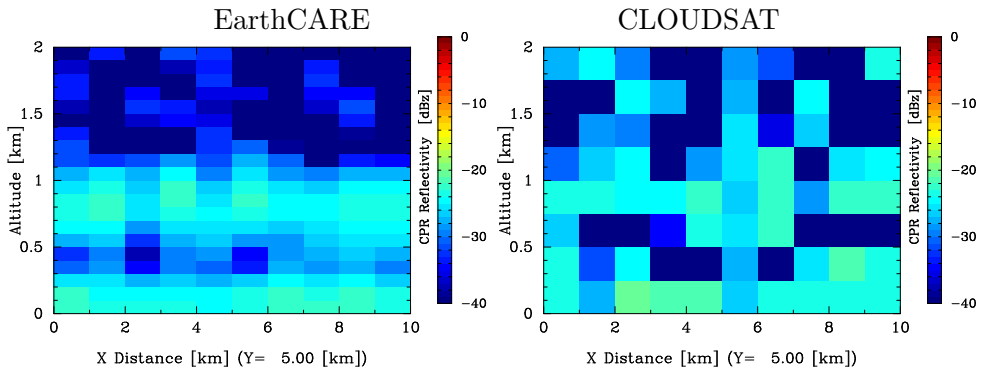 EarthCARE
CLOUDSAT
2
1.5
1
0.5
0
Altitude [km]
0 2 4 6 8 10
X Distance [km] (Y= 5.00 [km])
0
-10
-20
-30
-40
CPR Reflectivity [dBz]
2
1.5
1
0.5
0
Altitude [km]
0 2 4 6 8 10
X Distance [km] (Y= 5.00 [km])
0
-10
-20
-30
-40
CPR Reflectivity [dBz]